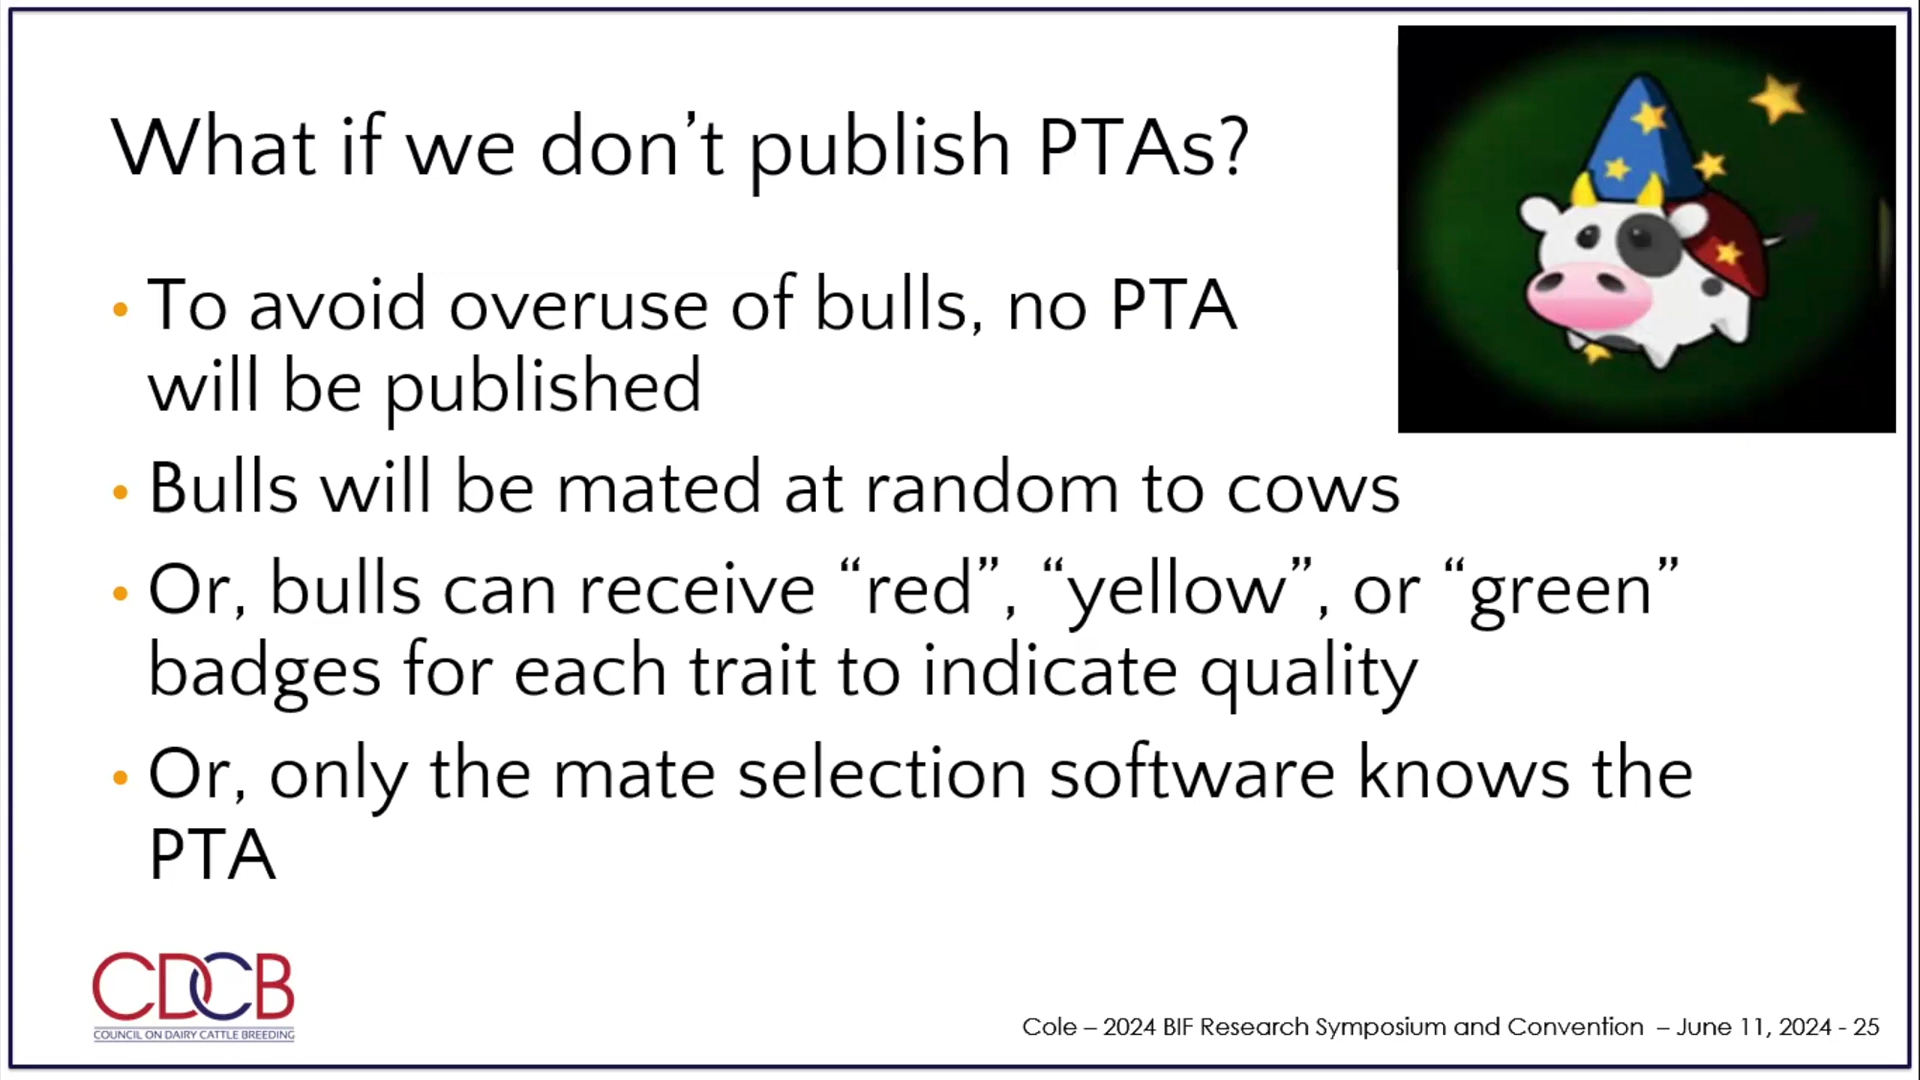 What if we don’t publish PTAs?
• To avoid overuse of bulls, no PTA
will be published
• Bulls will be mated at random to cows
• Or, bulls can receive “red”, “yellow”, or “green”
badges for each trait to indicate quality
• Or, only the mate selection software knows the
PTA
CDCB
COUNCIL ON DAIRY CATTLE BREEDING
Cole – 2024 BIF Research Symposium and Convention – June 11, 2024 - 25